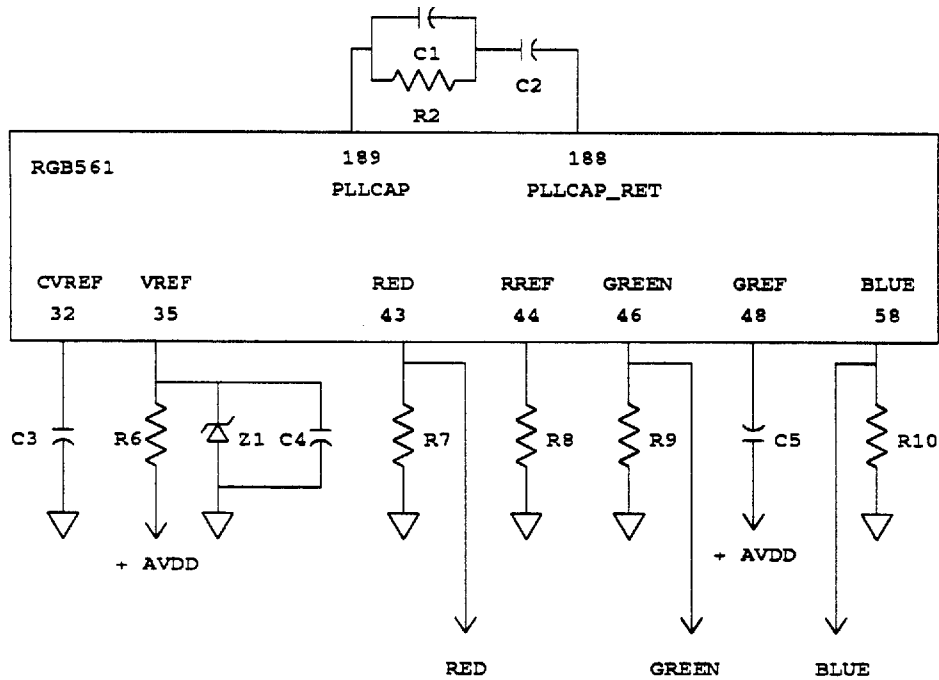 C1
C2
R2
RGB561
189
188
PLLCAP
PLLCAP_RET
CVREF VREF RED RREF GREEN GREF BLUE
32 35 43 44 46 48 58
C3 R6 Z1 C4 R7 R8 R9 C5 R10
+ AVDD
+ AVDD
RED GREEN BLUE